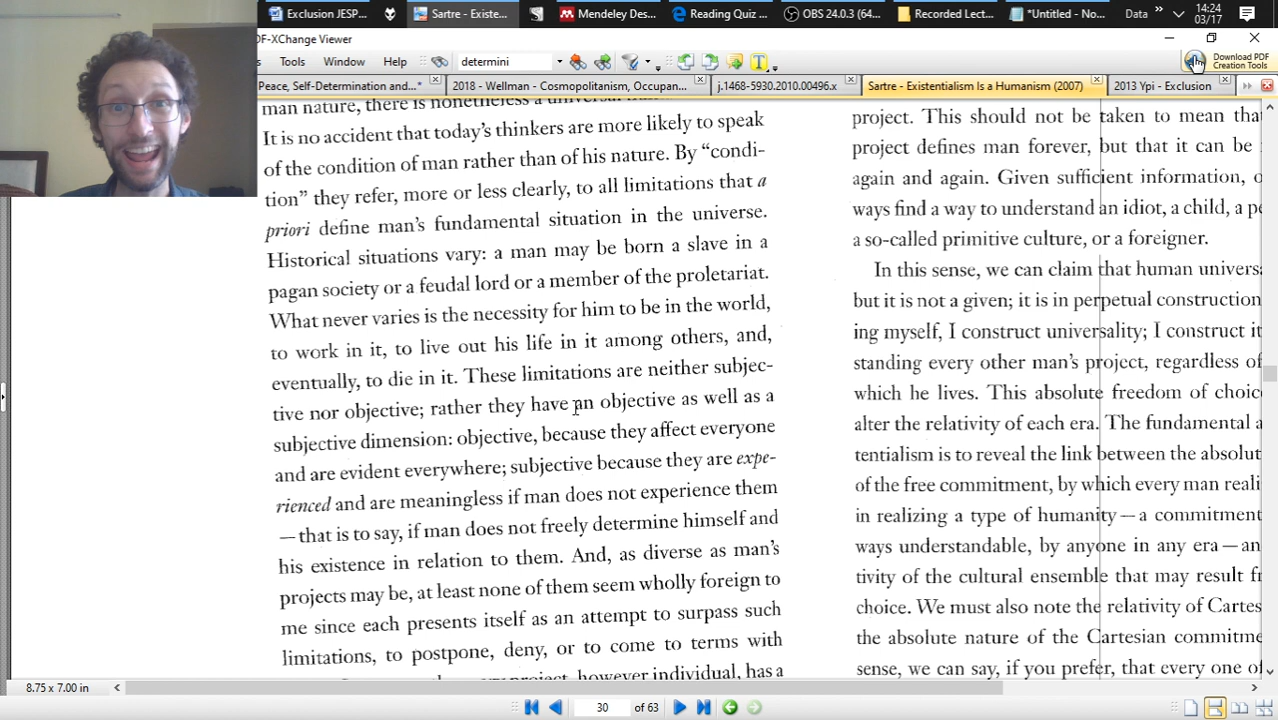 Exclusion JESP...
Sartre - Existe...
Mendeley Des...
Reading Quiz ...
OBS 24.0.3 (64...
Recorded Lect...
*Untitled - No...
Data
14:24
03/17
DF-XChange Viewer
s Tools Window Help
determini
Download PDF
Creation Tools
Peace, Self-Determination and...*
2018 - Wellman - Cosmopolitanism, Occupanc...
j.1468-5930.2010.00496.x
Sartre - Existentialism Is a Humanism (2007)
2013 Ypi - Exclusion
man nature, there is nonetheless a
It is no accident that today's thinkers are more likely to speak
of the condition of man rather than of his nature. By “condi-
tion” they refer, more or less clearly, to all limitations that a
priori define man's fundamental situation in the universe.
Historical situations vary: a man may be born a slave in a
pagan society or a feudal lord or a member of the proletariat.
What never varies is the necessity for him to be in the world,
to work in it, to live out his life in it among others, and,
eventually, to die in it. These limitations are neither subjec-
tive nor objective; rather they have an objective as well as a
subjective dimension: objective, because they affect everyone
and are evident everywhere; subjective because they are expe-
rienced and are meaningless if man does not experience them
—that is to say, if man does not freely determine himself and
his existence in relation to them. And, as diverse as man's
projects may be, at least none of them seem wholly foreign to
me since each presents itself as an attempt to surpass such
limitations, to postpone, deny, or to come to terms with
project, however individual, has a
project. This should not be taken to mean tha
project defines man forever, but that it can be
again and again. Given sufficient information, o
ways find a way to understand an idiot, a child, a pe
a so-called primitive culture, or a foreigner.
In this sense, we can claim that human univers
but it is not a given; it is in perpetual construction
ing myself, I construct universality; I construct it
standing every other man's project, regardless of
which he lives. This absolute freedom of choic
alter the relativity of each era. The fundamental a
tentialism is to reveal the link between the absolut
of the free commitment, by which every man reali
in realizing a type of humanity—a commitment
ways understandable, by anyone in any era—an
tivity of the cultural ensemble that may result f
choice. We must also note the relativity of Cartes
the absolute nature of the Cartesian commitme
sense, we can say, if you prefer, that every one of
8.75 x 7.00 in
30 of 63